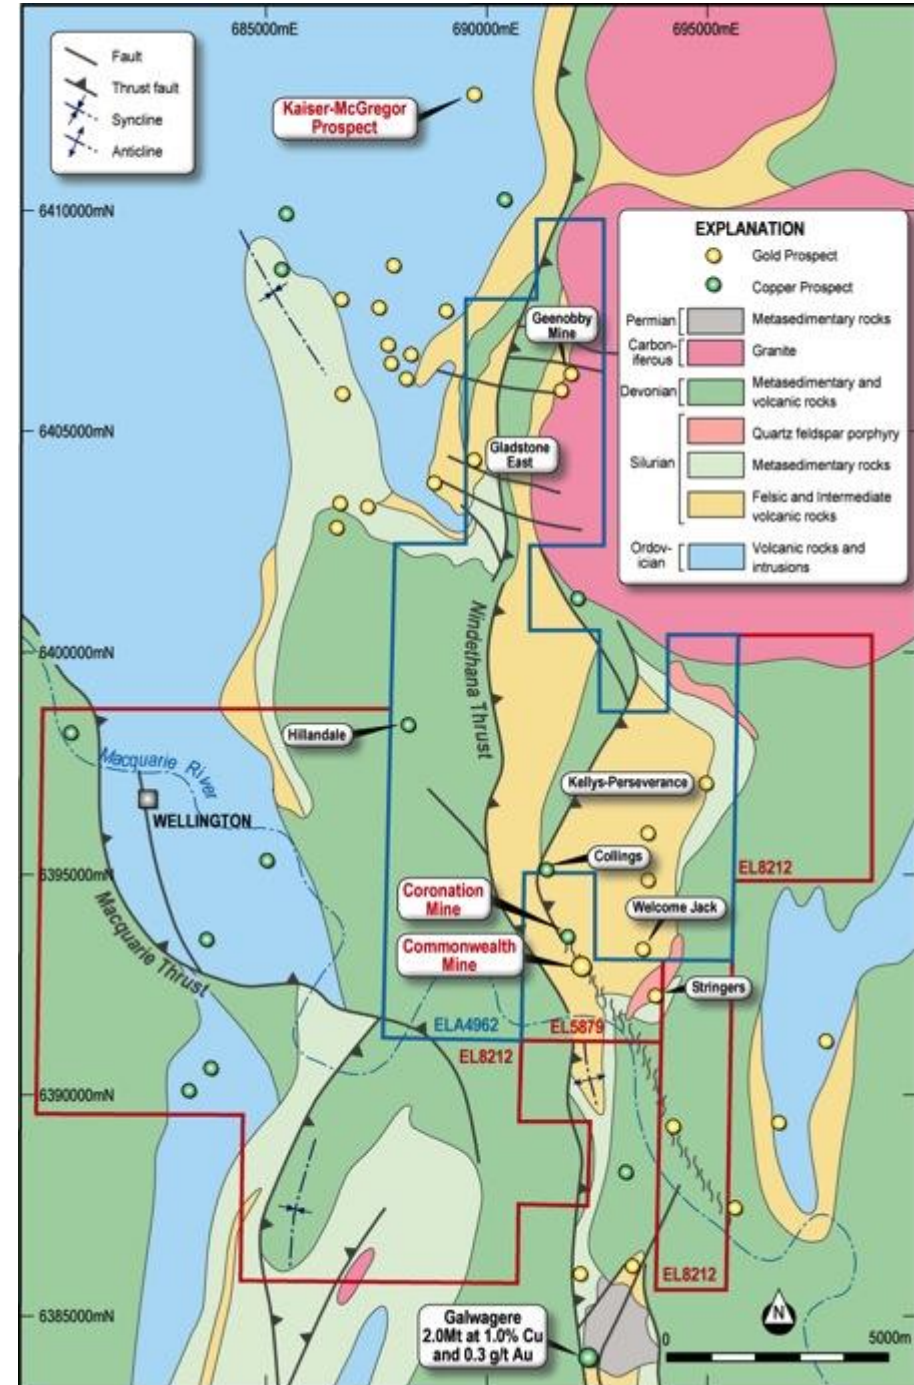 685000mE
690000mE
695000mE
Fault
Thrust fault
Syncline
Anticline
Kaiser-McGregor
Prospect
6410000mN
EXPLANATION
Gold Prospect
Copper Prospect
Permian
Metasedimentary rocks
Carbon-
iferous
Granite
Devonian
Metasedimentary and
volcanic rocks
Quartz feldspar porphyry
Silurian
Metasedimentary rocks
Felsic and Intermediate
volcanic rocks
Ordov-
ician
Volcanic rocks and
intrusions
Geenobby
Mine
6405000mN
Gladstone
East
Nindethana Thrust
6400000mN
Hillandale
Macquarie River
WELLINGTON
Kellys-Perseverance
Collings
EL8212
6395000mN
Coronation
Mine
Welcome Jack
Macquarie Thrust
Commonwealth
Mine
Stringers
ELA4962
EL5879
EL8212
6390000mN
EL8212
6385000mN
Galwagere
2.0Mt at 1.0% Cu
and 0.3 g/t Au
N
0
5000m